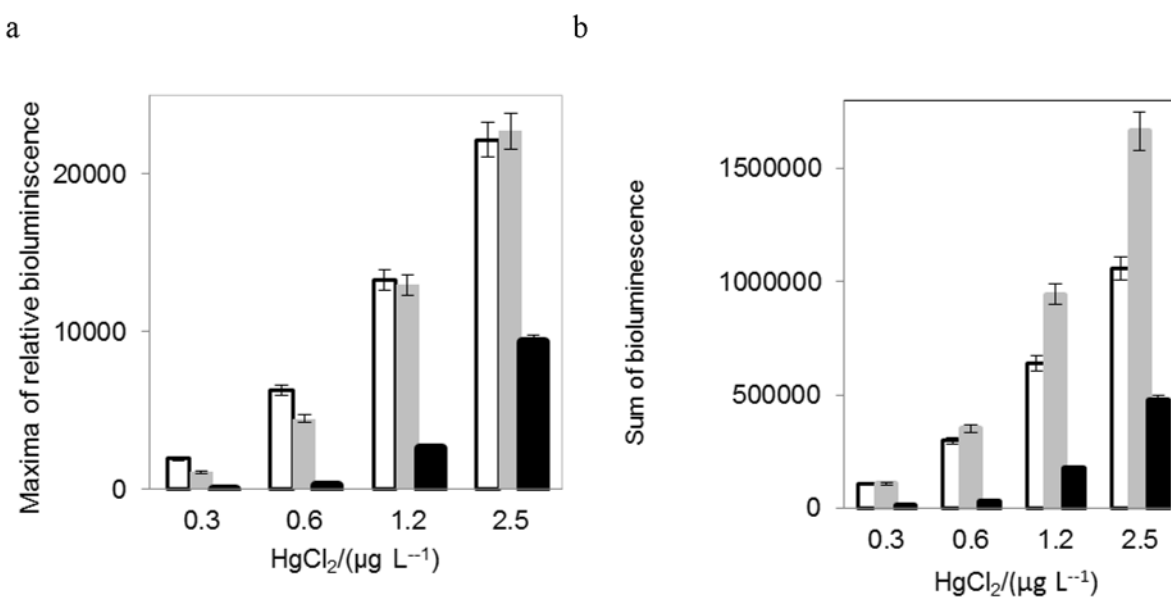 a
Maxima of relative bioluminiscence
20000
10000
0
0.3 0.6 1.2 2.5
HgCl₂/(µg L⁻⁻¹)
b
Sum of bioluminescence
1500000
1000000
500000
0
0.3 0.6 1.2 2.5
HgCl₂/(µg L⁻⁻¹)